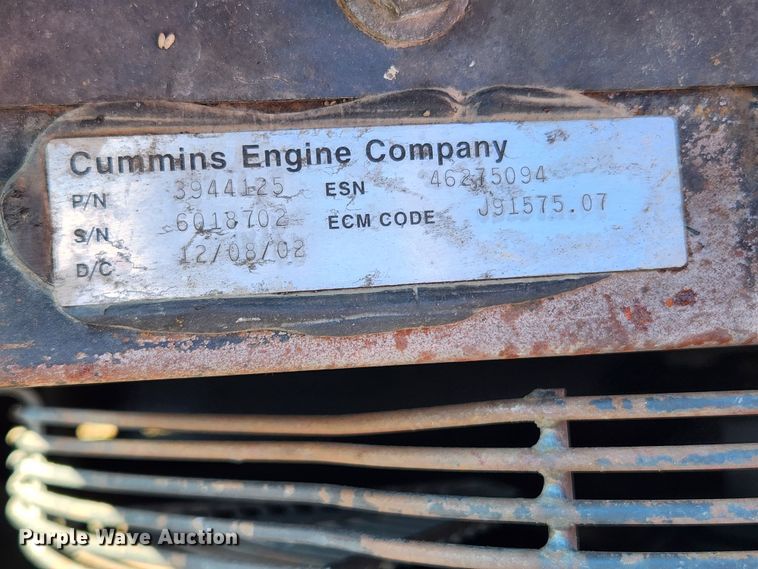 Cummins Engine Company
P/N 3944125 ESN 46275094
S/N 6018702 ECM CODE J91575.07
D/C 12/08/02
Purple Wave Auction